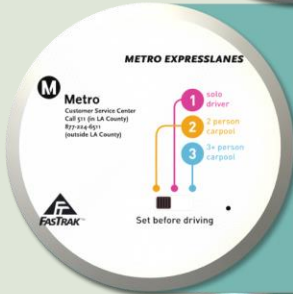 METRO EXPRESSLANES
M
Metro
Customer Service Center
Call 511 (in LA County)
877-224-6511
(outside LA County)
1 solo
driver
2 2 person
carpool
3 3+ person
carpool
FASTRAK™
Set before driving